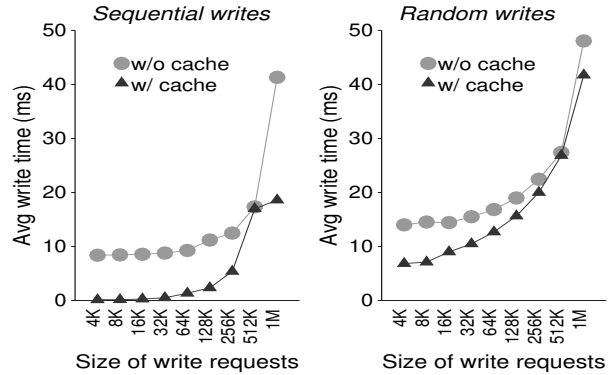 Sequential writes
Avg write time (ms)
50
40
30
20
10
0
w/o cache
w/ cache
4K
8K
16K
32K
64K
128K
256K
512K
1M
Size of write requests
Random writes
Avg write time (ms)
50
40
30
20
10
0
w/o cache
w/ cache
4K
8K
16K
32K
64K
128K
256K
512K
1M
Size of write requests